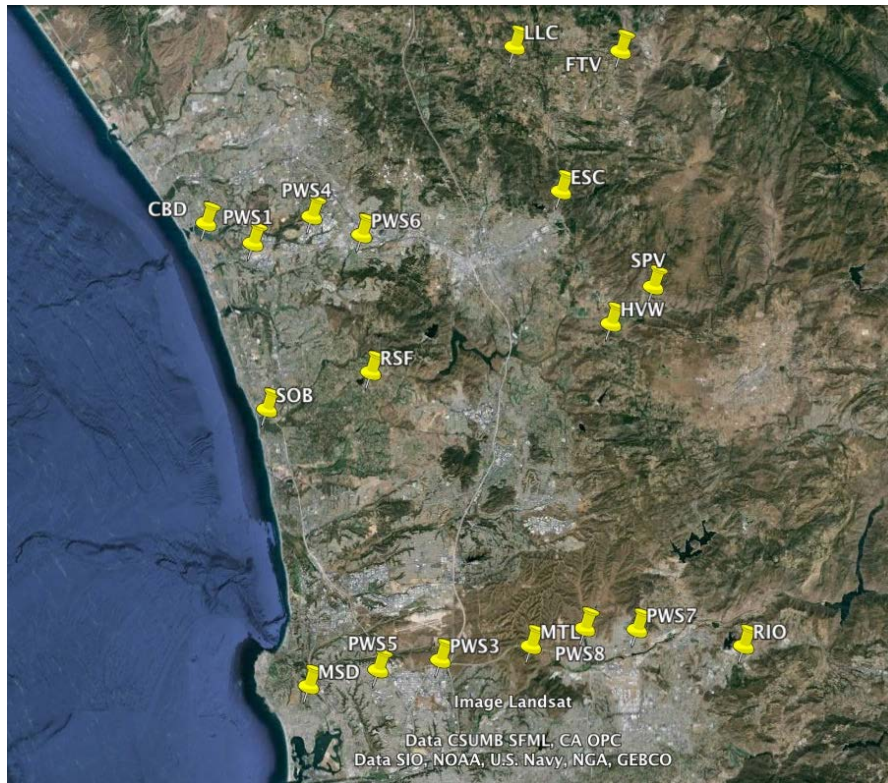 LLC
FTV
ESC
CBD
PWS1
PWS4
PWS6
SPV
HVW
RSF
SOB
PWS7
MTL
PWS8
RIO
PWS5
PWS3
MSD
Image Landsat
Data CSUMB SFML, CA OPC
Data SIO, NOAA, U.S. Navy, NGA, GEBCO